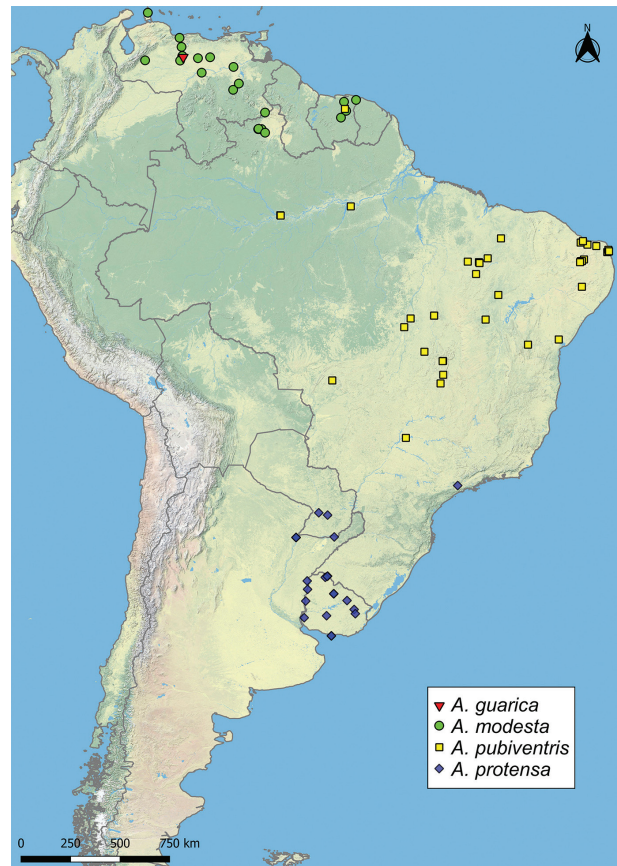 N
A. guarica
A. modesta
A. pubiventris
A. protensa
0 250 500 750 km